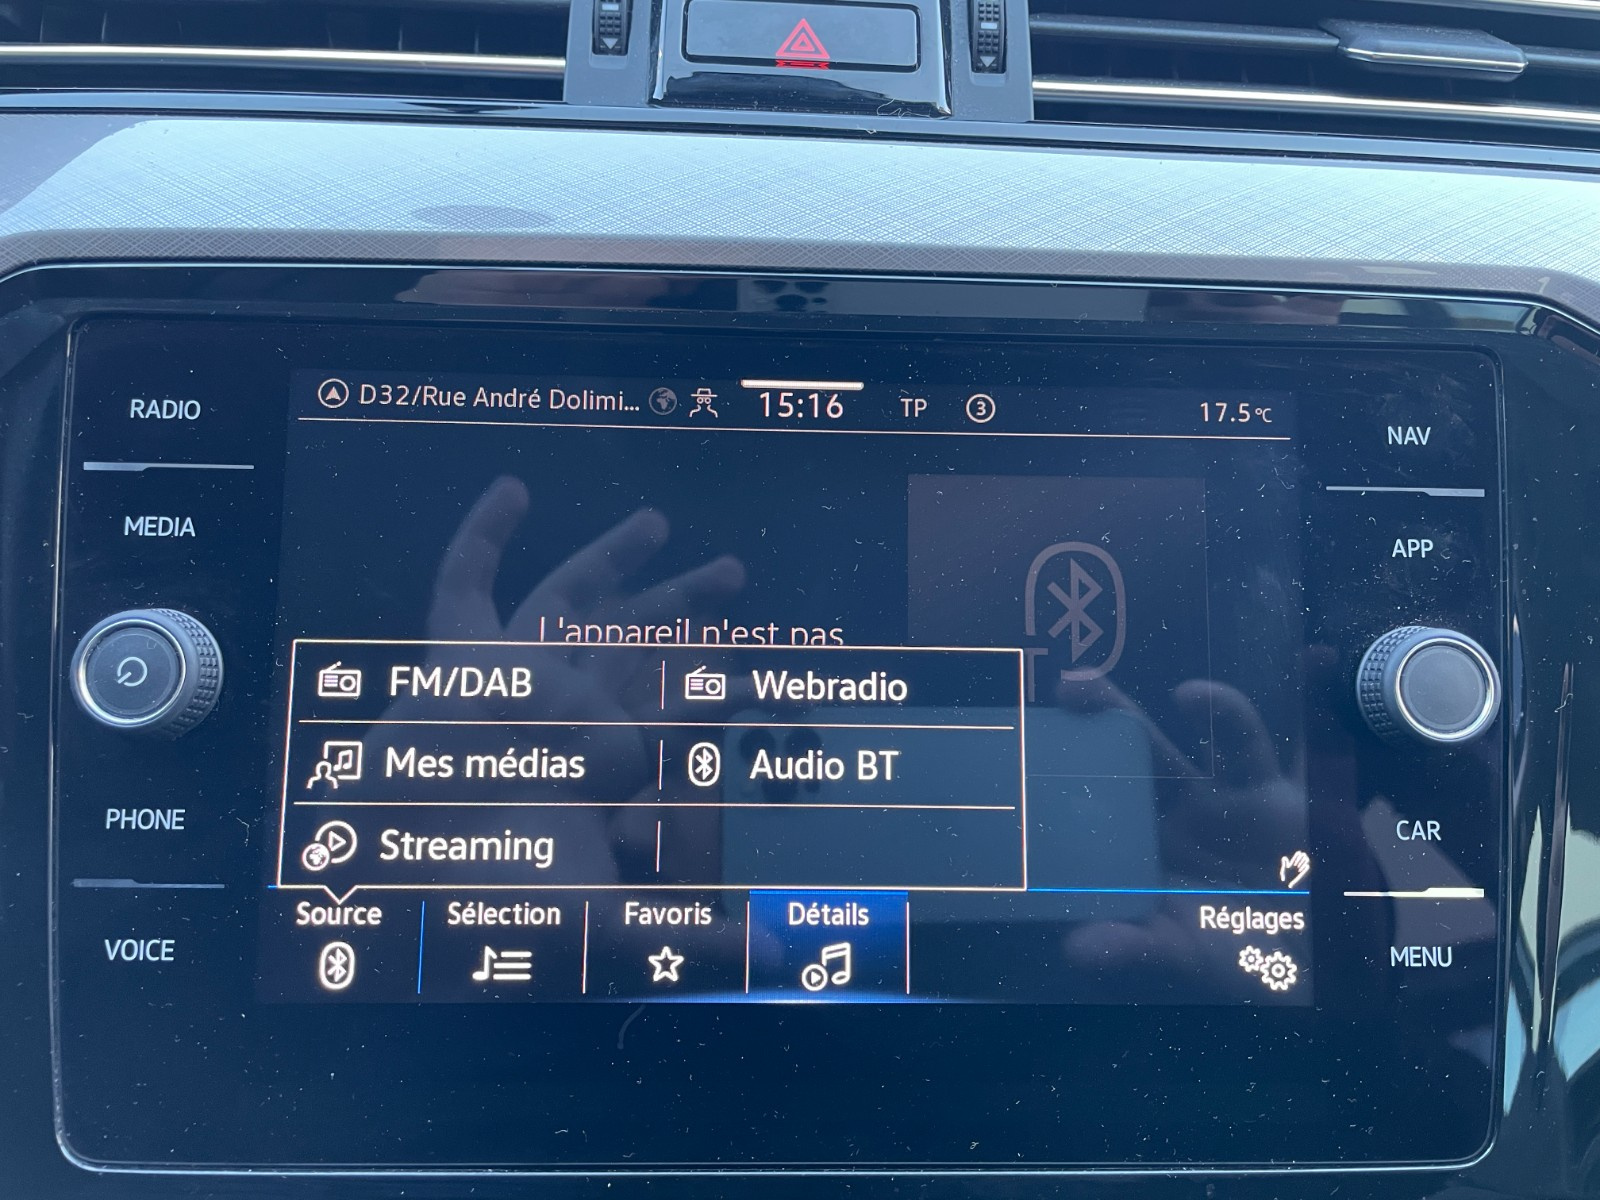 RADIO
MEDIA
PHONE
VOICE
D32/Rue André Dolimi...
15:16
TP
3
17.5°C
L'appareil n'est pas
FM/DAB
Webradio
Mes médias
Audio BT
Streaming
Source
Sélection
Favoris
Détails
Réglages
NAV
APP
CAR
MENU